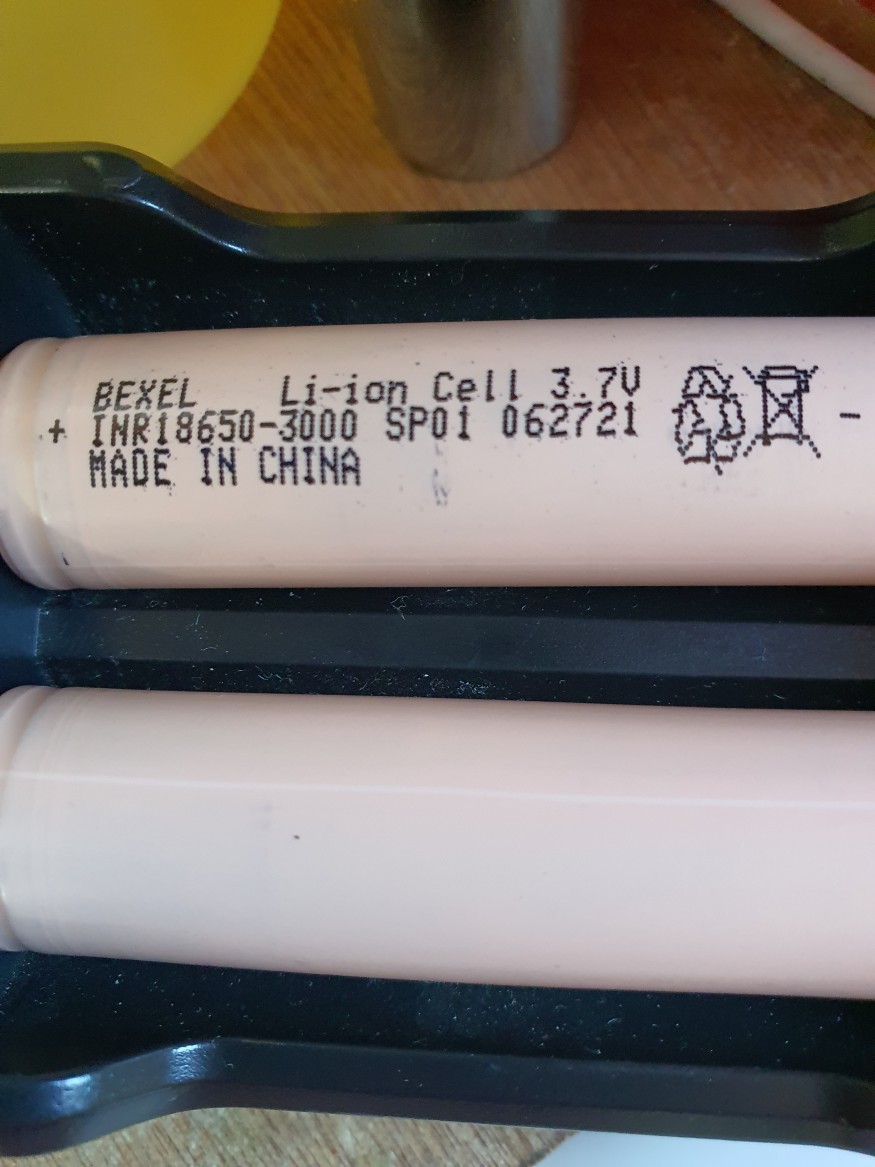 BEXEL Li-ion Cell 3.7V
+ INR18650-3000 SP01 062721 -
MADE IN CHINA